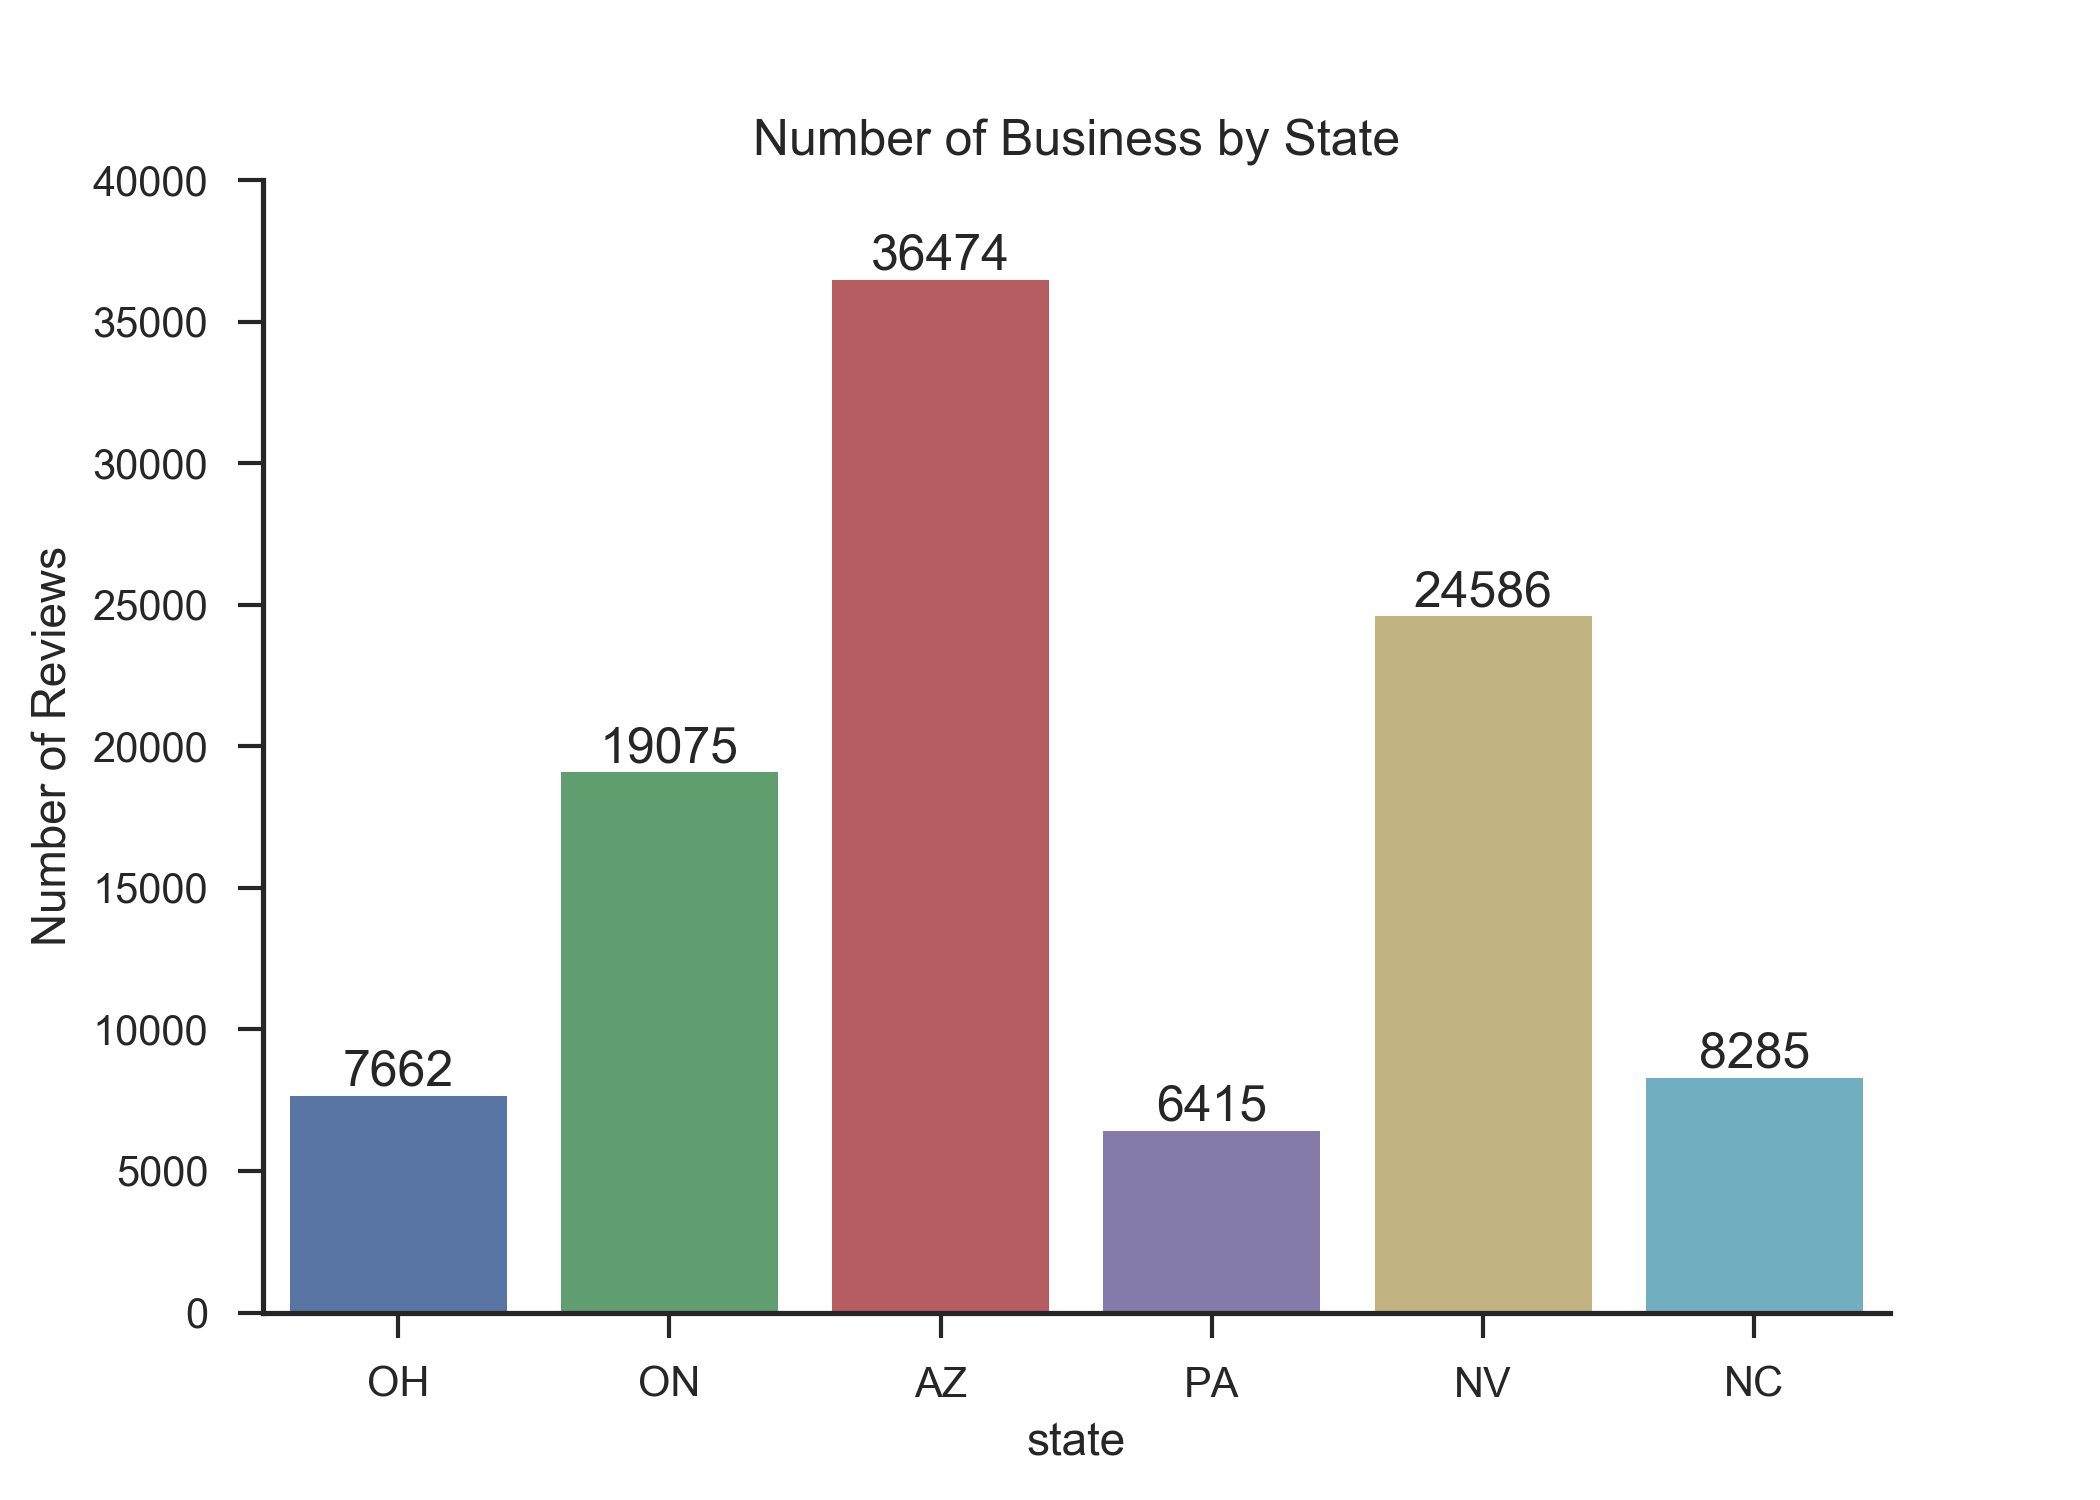 Number of Business by State
40000
35000
30000
25000
20000
15000
10000
5000
0
Number of Reviews
7662
19075
36474
6415
24586
8285
OH
ON
AZ
PA
NV
NC
state